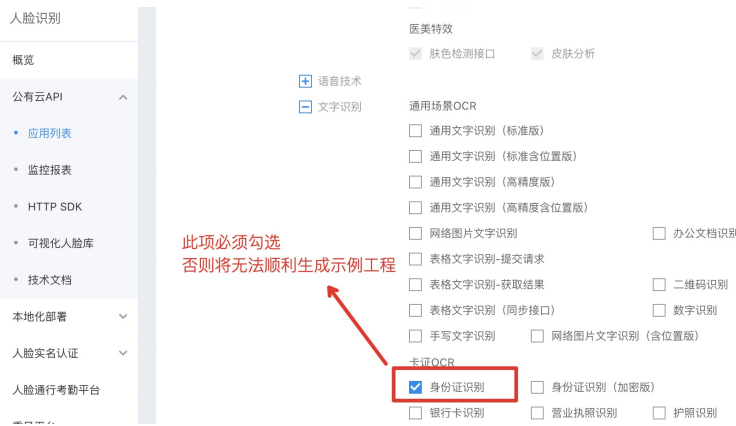 人脸识别
概览
公有云API
应用列表
监控报表
HTTP SDK
可视化人脸库
技术文档
本地化部署
人脸实名认证
人脸通行考勤平台
语音技术
文字识别
此项必须勾选
否则将无法顺利生成示例工程
医美特效
肤色检测接口 皮肤分析
通用场景OCR
通用文字识别（标准版）
通用文字识别（标准含位置版）
通用文字识别（高精度版）
通用文字识别（高精度含位置版）
网络图片文字识别 办公文档识别
表格文字识别-提交请求
表格文字识别-获取结果 二维码识别
表格文字识别（同步接口） 数字识别
手写文字识别 网络图片文字识别（含位置版）
卡证OCR
身份证识别 身份证识别（加密版）
银行卡识别 营业执照识别 护照识别